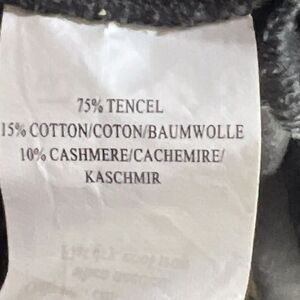 75% TENCEL
15% COTTON/COTON/BAUMWOLLE
10% CASHMERE/CACHEMIRE/
KASCHMIR